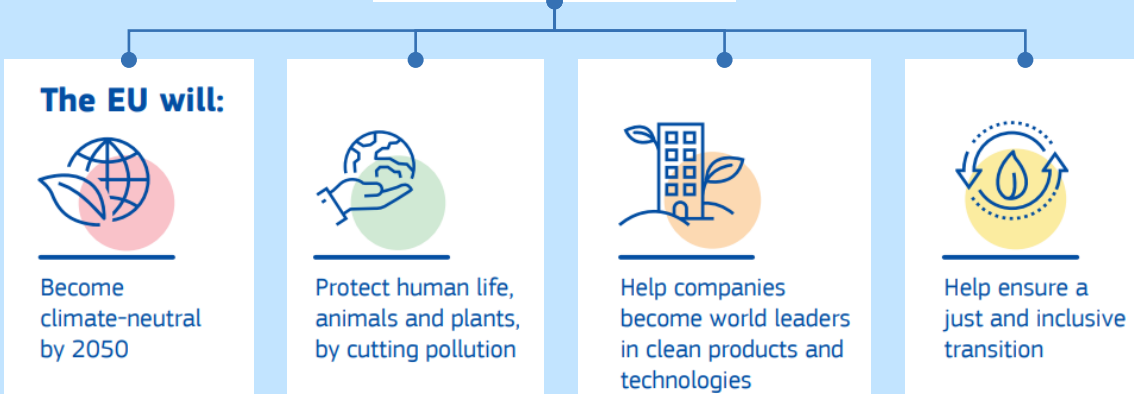 The EU will:
Become
climate-neutral
by 2050
Protect human life,
animals and plants,
by cutting pollution
Help companies
become world leaders
in clean products and
technologies
Help ensure a
just and inclusive
transition